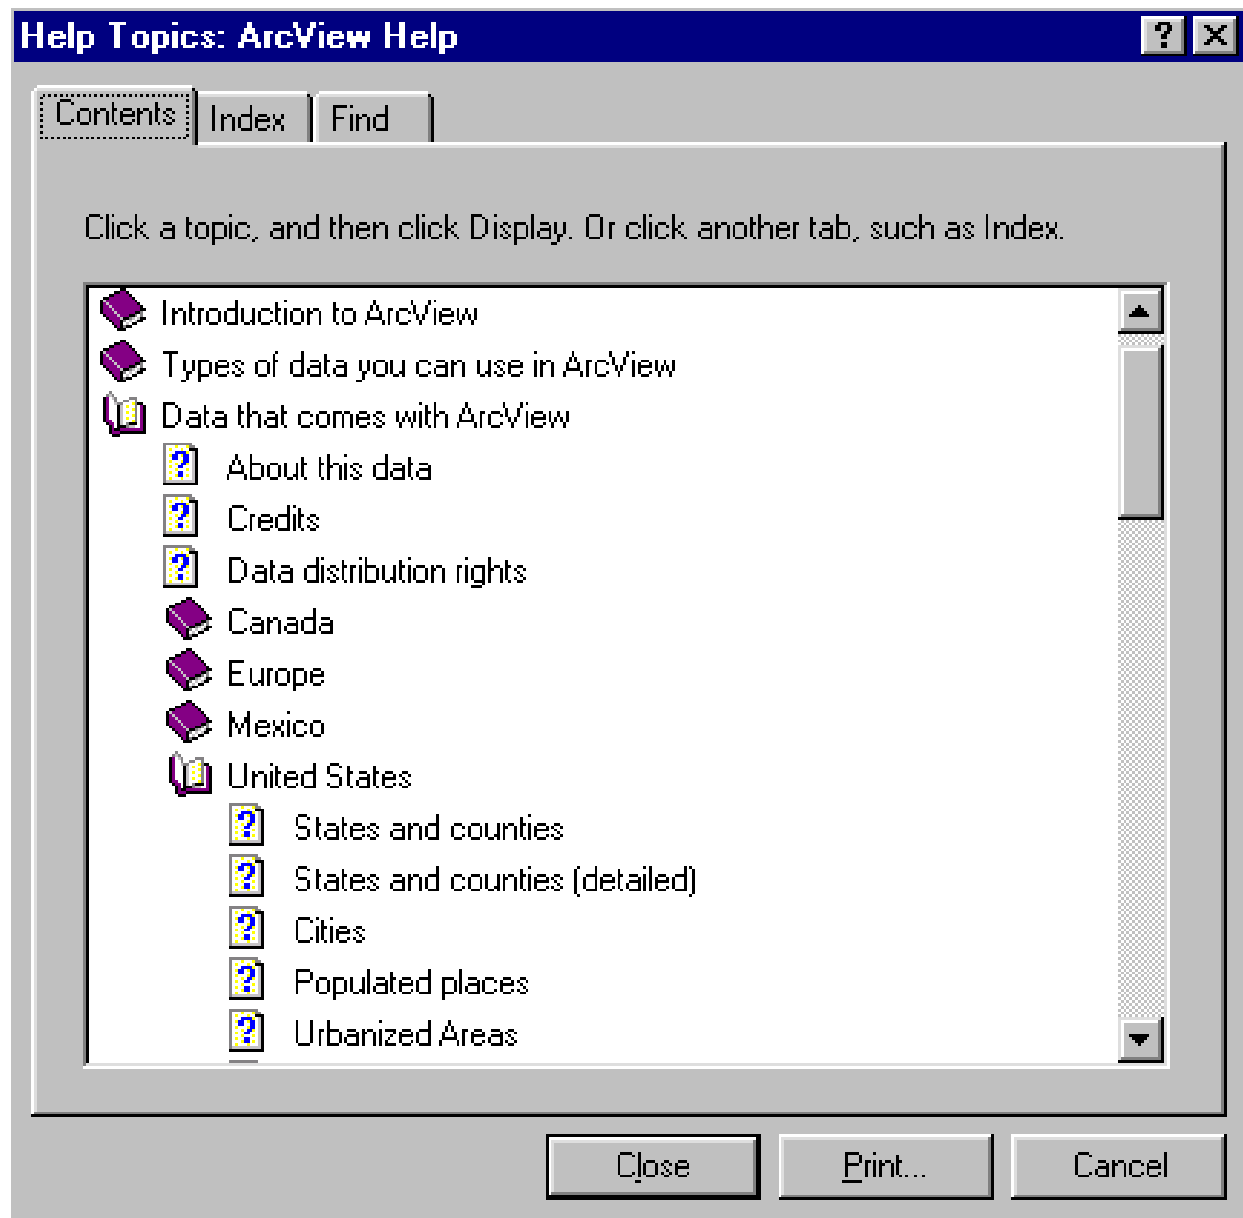 Help Topics: ArcView Help
Contents Index Find
Click a topic, and then click Display. Or click another tab, such as Index.
Introduction to ArcView
Types of data you can use in ArcView
Data that comes with ArcView
About this data
Credits
Data distribution rights
Canada
Europe
Mexico
United States
States and counties
States and counties (detailed)
Cities
Populated places
Urbanized Areas
Close Print... Cancel